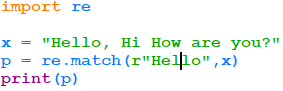 import re
x = "Hello, Hi How are you?"
p = re.match(r"Hello",x)
print(p)